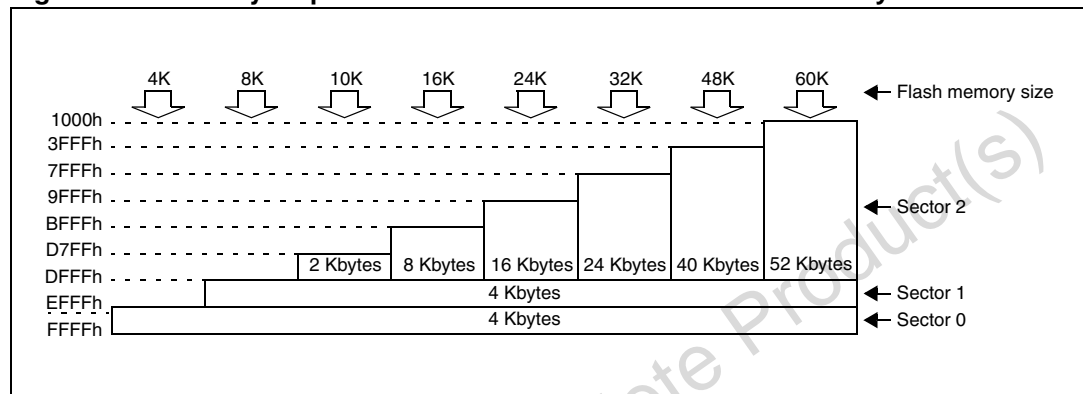 4K 8K 10K 16K 24K 32K 48K 60K
Flash memory size
1000h
3FFFh
7FFFh
9FFFh
Sector 2
BFFFh
D7FFh
2 Kbytes 8 Kbytes 16 Kbytes 24 Kbytes 40 Kbytes 52 Kbytes
DFFFh
4 Kbytes
Sector 1
EFFFh
4 Kbytes
Sector 0
FFFFh
Product(s)